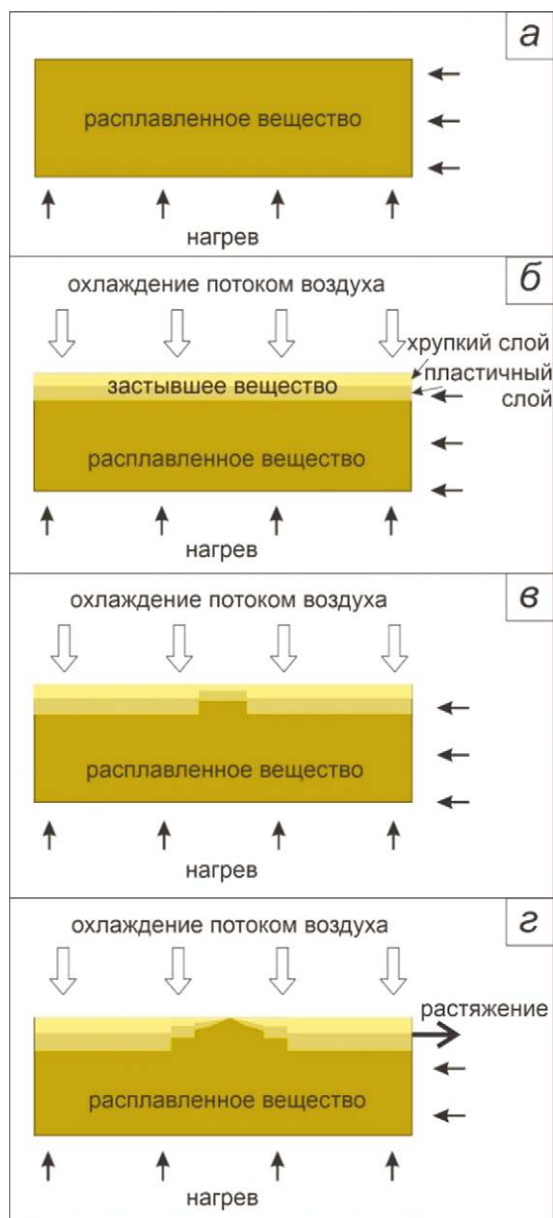 а
расплавленное вещество
нагрев
б
охлаждение потоком воздуха
хрупкий слой
пластичный
слой
застывшее вещество
расплавленное вещество
нагрев
в
охлаждение потоком воздуха
расплавленное вещество
нагрев
г
охлаждение потоком воздуха
растяжение
расплавленное вещество
нагрев